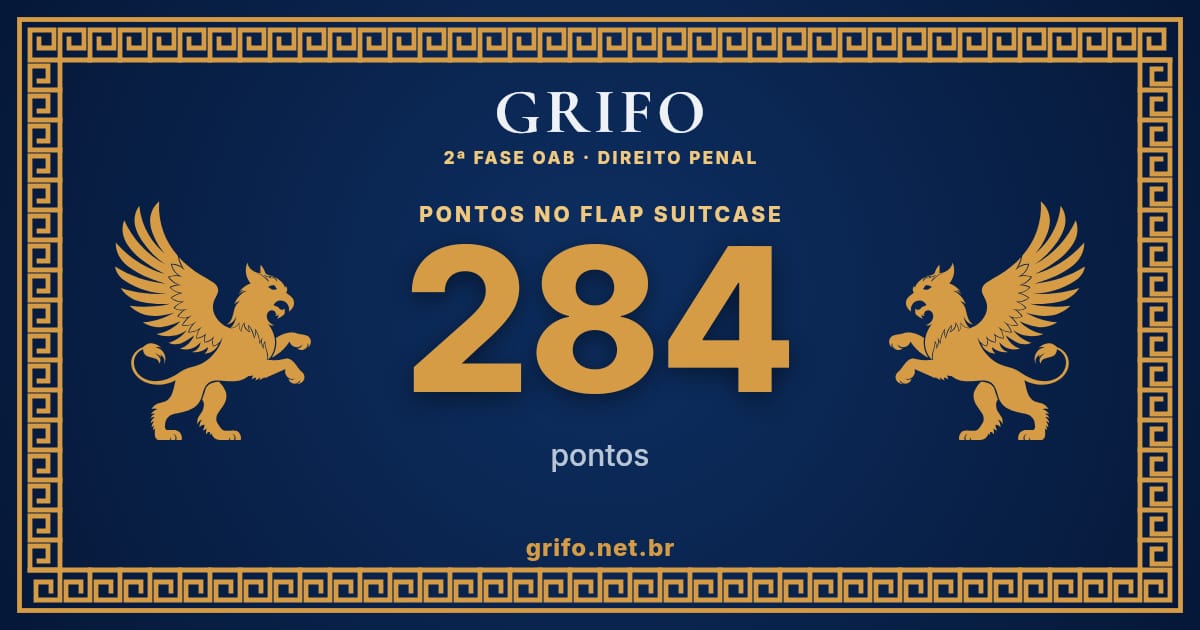 GRIFO
2ª FASE OAB · DIREITO PENAL
PONTOS NO FLAP SUITCASE
284
pontos
grifo.net.br